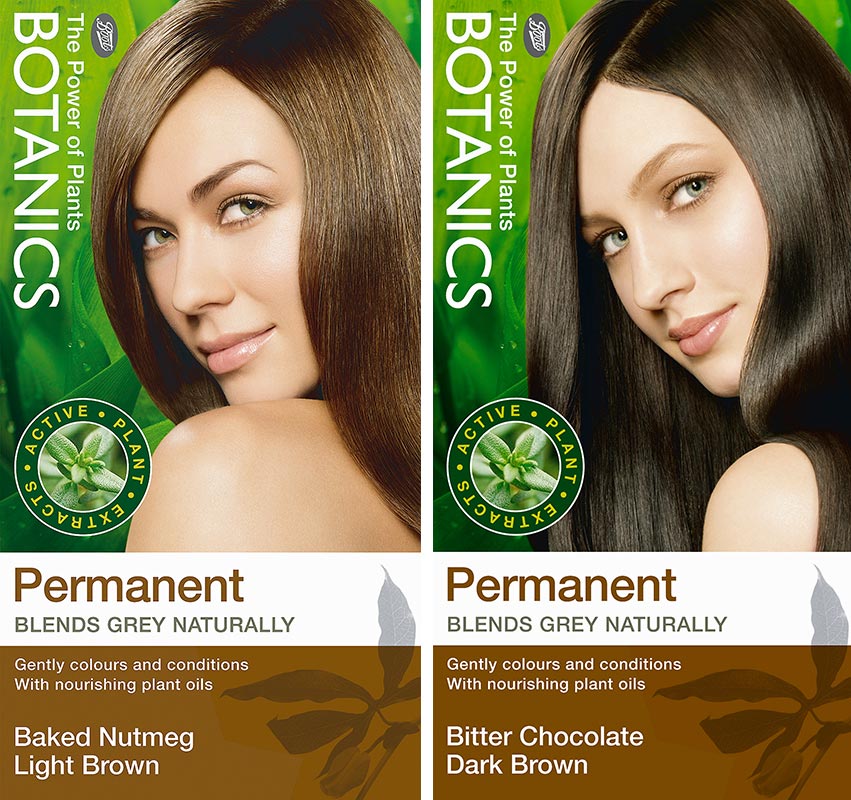 Boots
The Power of Plants
BOTANICS
ACTIVE • PLANT • EXTRACTS •
Permanent
BLENDS GREY NATURALLY
Gently colours and conditions
With nourishing plant oils
Baked Nutmeg
Light Brown
Boots
The Power of Plants
BOTANICS
ACTIVE • PLANT • EXTRACTS •
Permanent
BLENDS GREY NATURALLY
Gently colours and conditions
With nourishing plant oils
Bitter Chocolate
Dark Brown